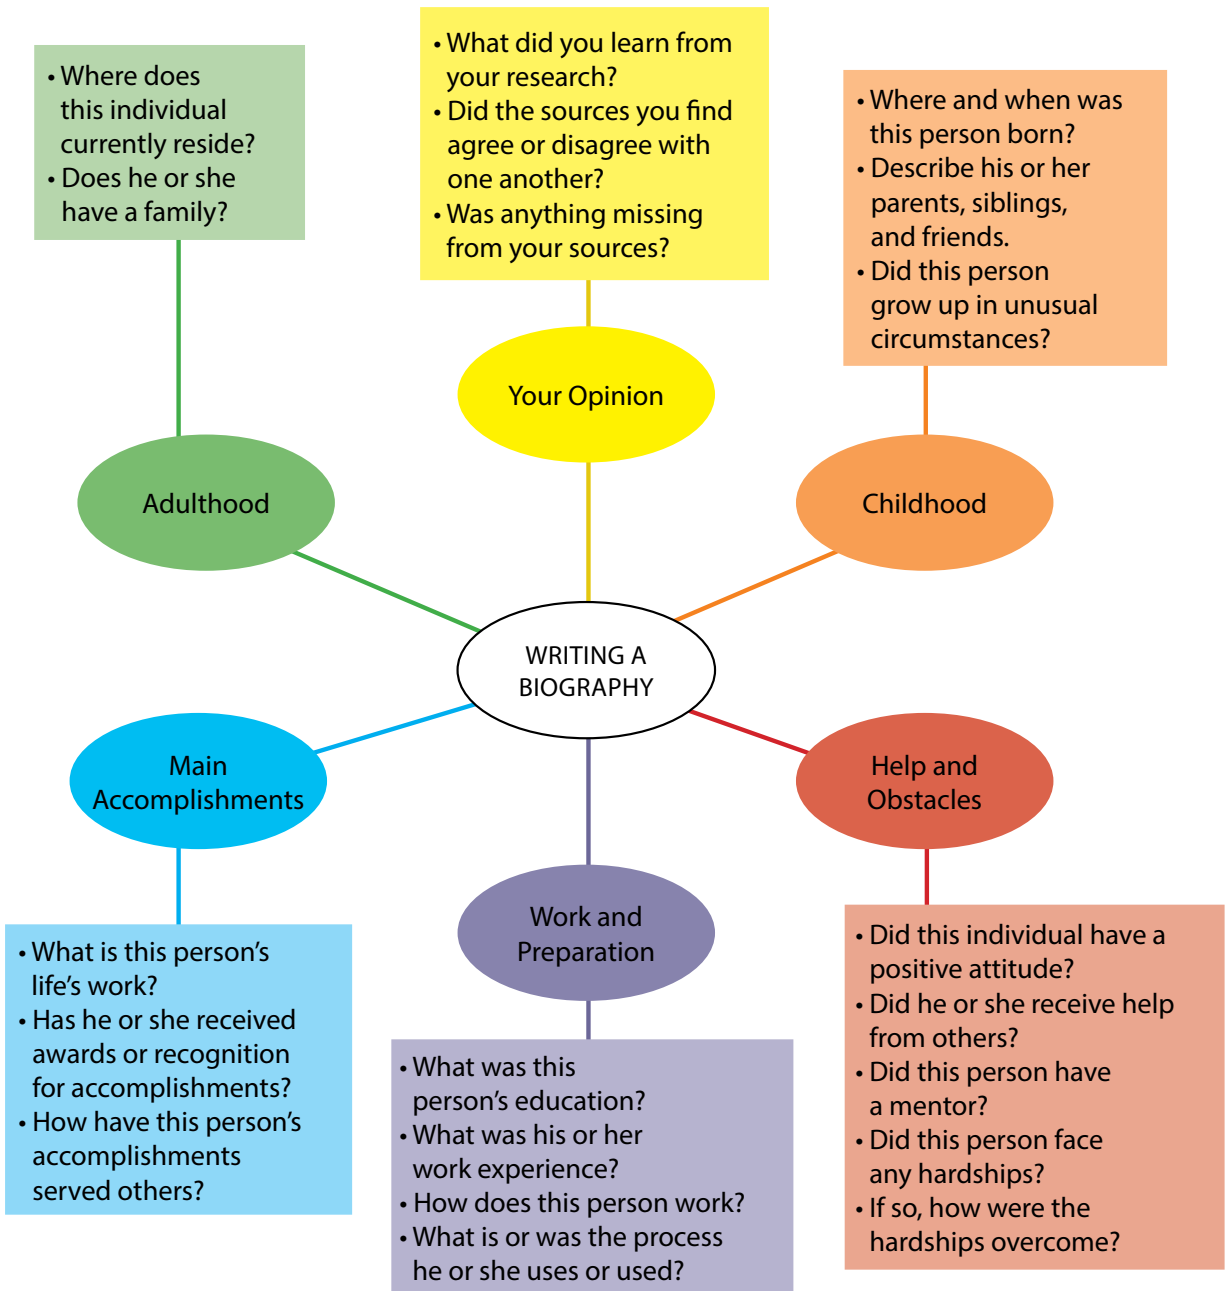 • Where does
this individual
currently reside?
• Does he or she
have a family?
• What did you learn from
your research?
• Did the sources you find
agree or disagree with
one another?
• Was anything missing
from your sources?
• Where and when was
this person born?
• Describe his or her
parents, siblings,
and friends.
• Did this person
grow up in unusual
circumstances?
Your Opinion
Adulthood
Childhood
WRITING A
BIOGRAPHY
Main
Accomplishments
Help and
Obstacles
Work and
Preparation
• What is this person’s
life’s work?
• Has he or she received
awards or recognition
for accomplishments?
• How have this person’s
accomplishments
served others?
• What was this
person’s education?
• What was his or her
work experience?
• How does this person work?
• What is or was the process
he or she uses or used?
• Did this individual have a
positive attitude?
• Did he or she receive help
from others?
• Did this person have
a mentor?
• Did this person face
any hardships?
• If so, how were the
hardships overcome?